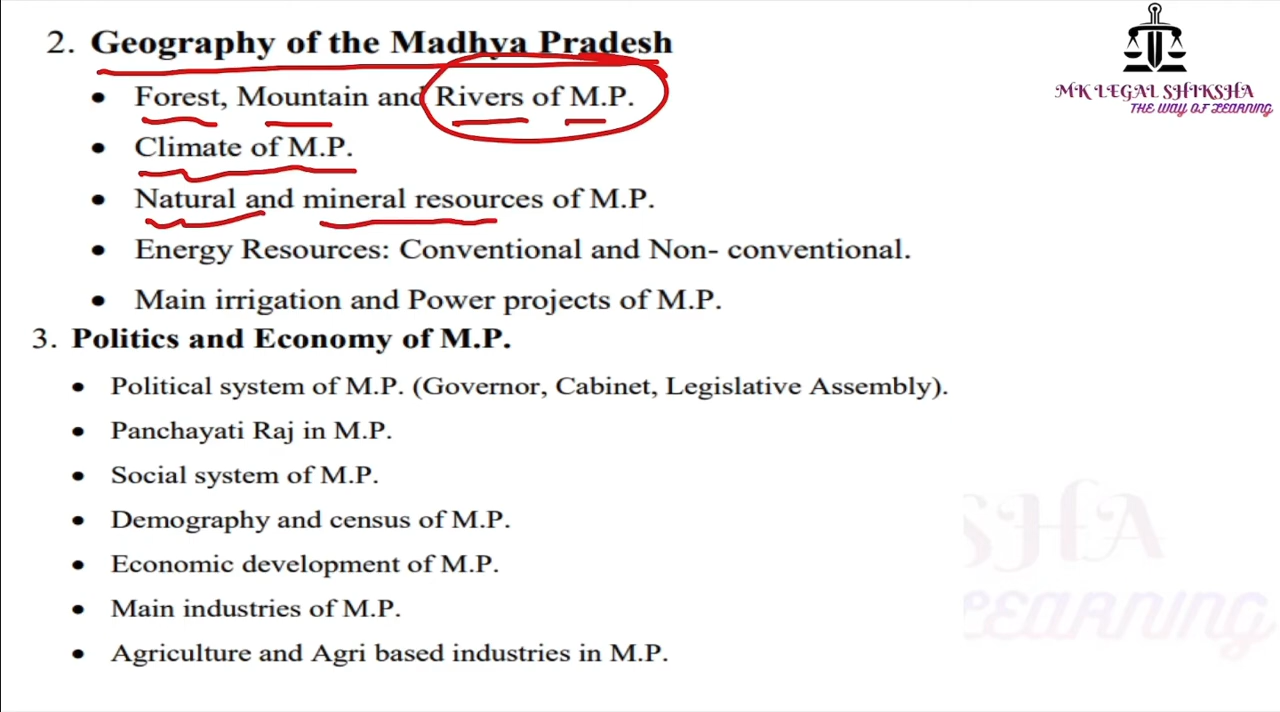 2. Geography of the Madhya Pradesh
• Forest, Mountain and Rivers of M.P.
• Climate of M.P.
• Natural and mineral resources of M.P.
• Energy Resources: Conventional and Non- conventional.
• Main irrigation and Power projects of M.P.
3. Politics and Economy of M.P.
• Political system of M.P. (Governor, Cabinet, Legislative Assembly).
• Panchayati Raj in M.P.
• Social system of M.P.
• Demography and census of M.P.
• Economic development of M.P.
• Main industries of M.P.
• Agriculture and Agri based industries in M.P.
MK LEGAL SHIKSHA
THE WAY OF LEARNING
SHA
LEARNING